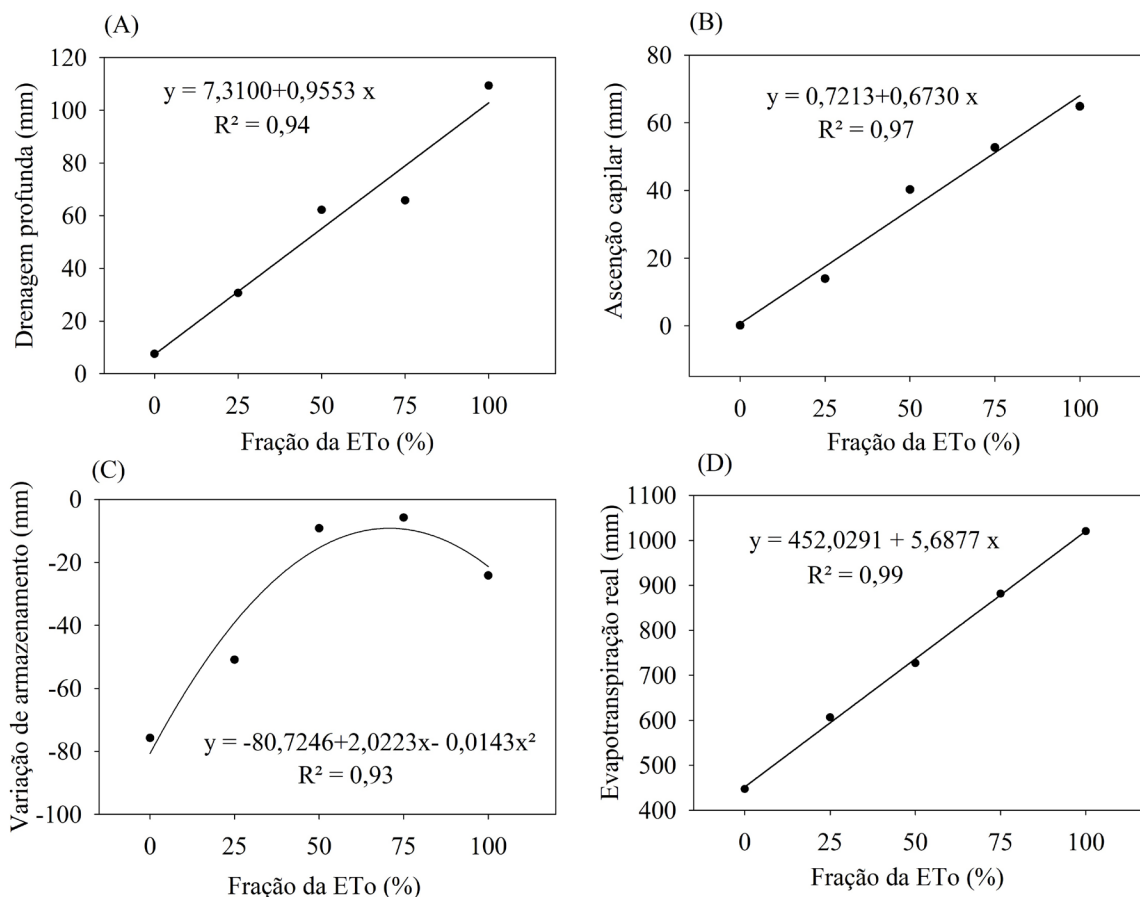 (A)
Drenagem profunda (mm)
120
100
80
60
40
20
0
y = 7,3100+0,9553 x
R² = 0,94
0 25 50 75 100
Fração da ETo (%)
(B)
Ascenção capilar (mm)
80
60
40
20
0
y = 0,7213+0,6730 x
R² = 0,97
0 25 50 75 100
Fração da ETo (%)
(C)
Variação de armazenamento (mm)
0
-20
-40
-60
-80
-100
y = -80,7246+2,0223x- 0,0143x²
R² = 0,93
0 25 50 75 100
Fração da ETo (%)
(D)
Evapotranspiração real (mm)
1100
1000
900
800
700
600
500
400
y = 452,0291 + 5,6877 x
R² = 0,99
0 25 50 75 100
Fração da ETo (%)